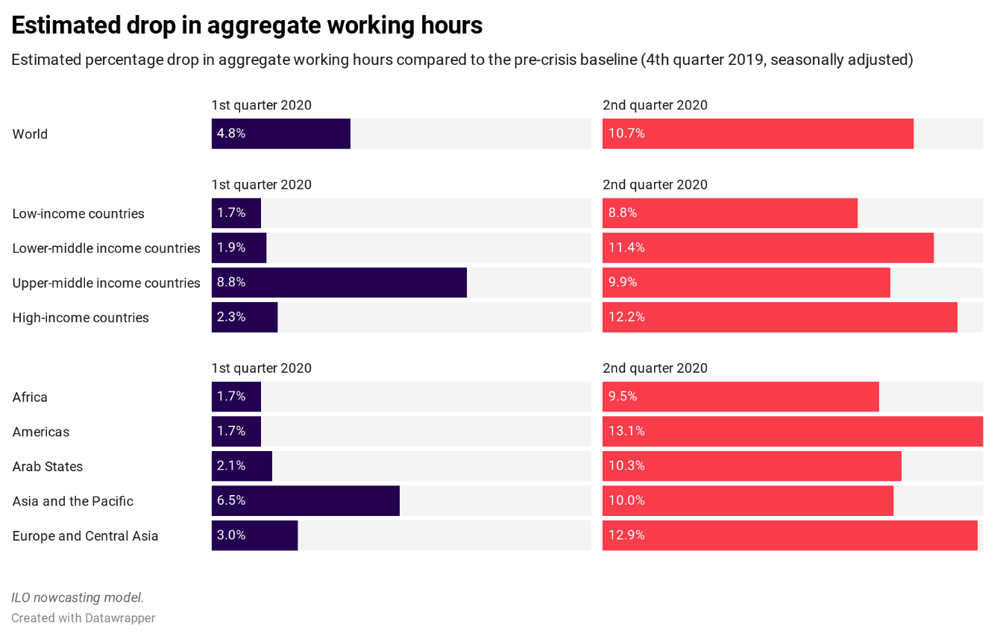 Estimated drop in aggregate working hours
Estimated percentage drop in aggregate working hours compared to the pre-crisis baseline (4th quarter 2019, seasonally adjusted)
1st quarter 2020 2nd quarter 2020
World 4.8% 10.7%
1st quarter 2020 2nd quarter 2020
Low-income countries 1.7% 8.8%
Lower-middle income countries 1.9% 11.4%
Upper-middle income countries 8.8% 9.9%
High-income countries 2.3% 12.2%
1st quarter 2020 2nd quarter 2020
Africa 1.7% 9.5%
Americas 1.7% 13.1%
Arab States 2.1% 10.3%
Asia and the Pacific 6.5% 10.0%
Europe and Central Asia 3.0% 12.9%
ILO nowcasting model.
Created with Datawrapper